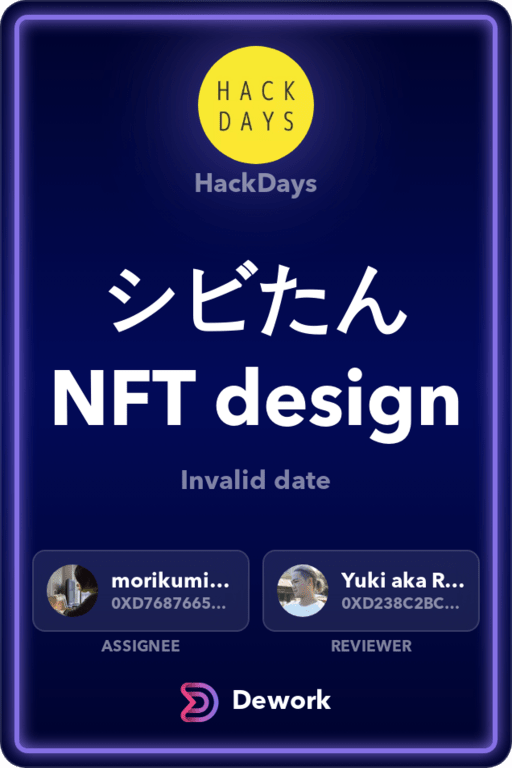 HACK
DAYS
HackDays
シビたん
NFT design
Invalid date
morikumi...
0XD7687665...
Yuki aka R...
0XD238C2BC...
ASSIGNEE
REVIEWER
Dework